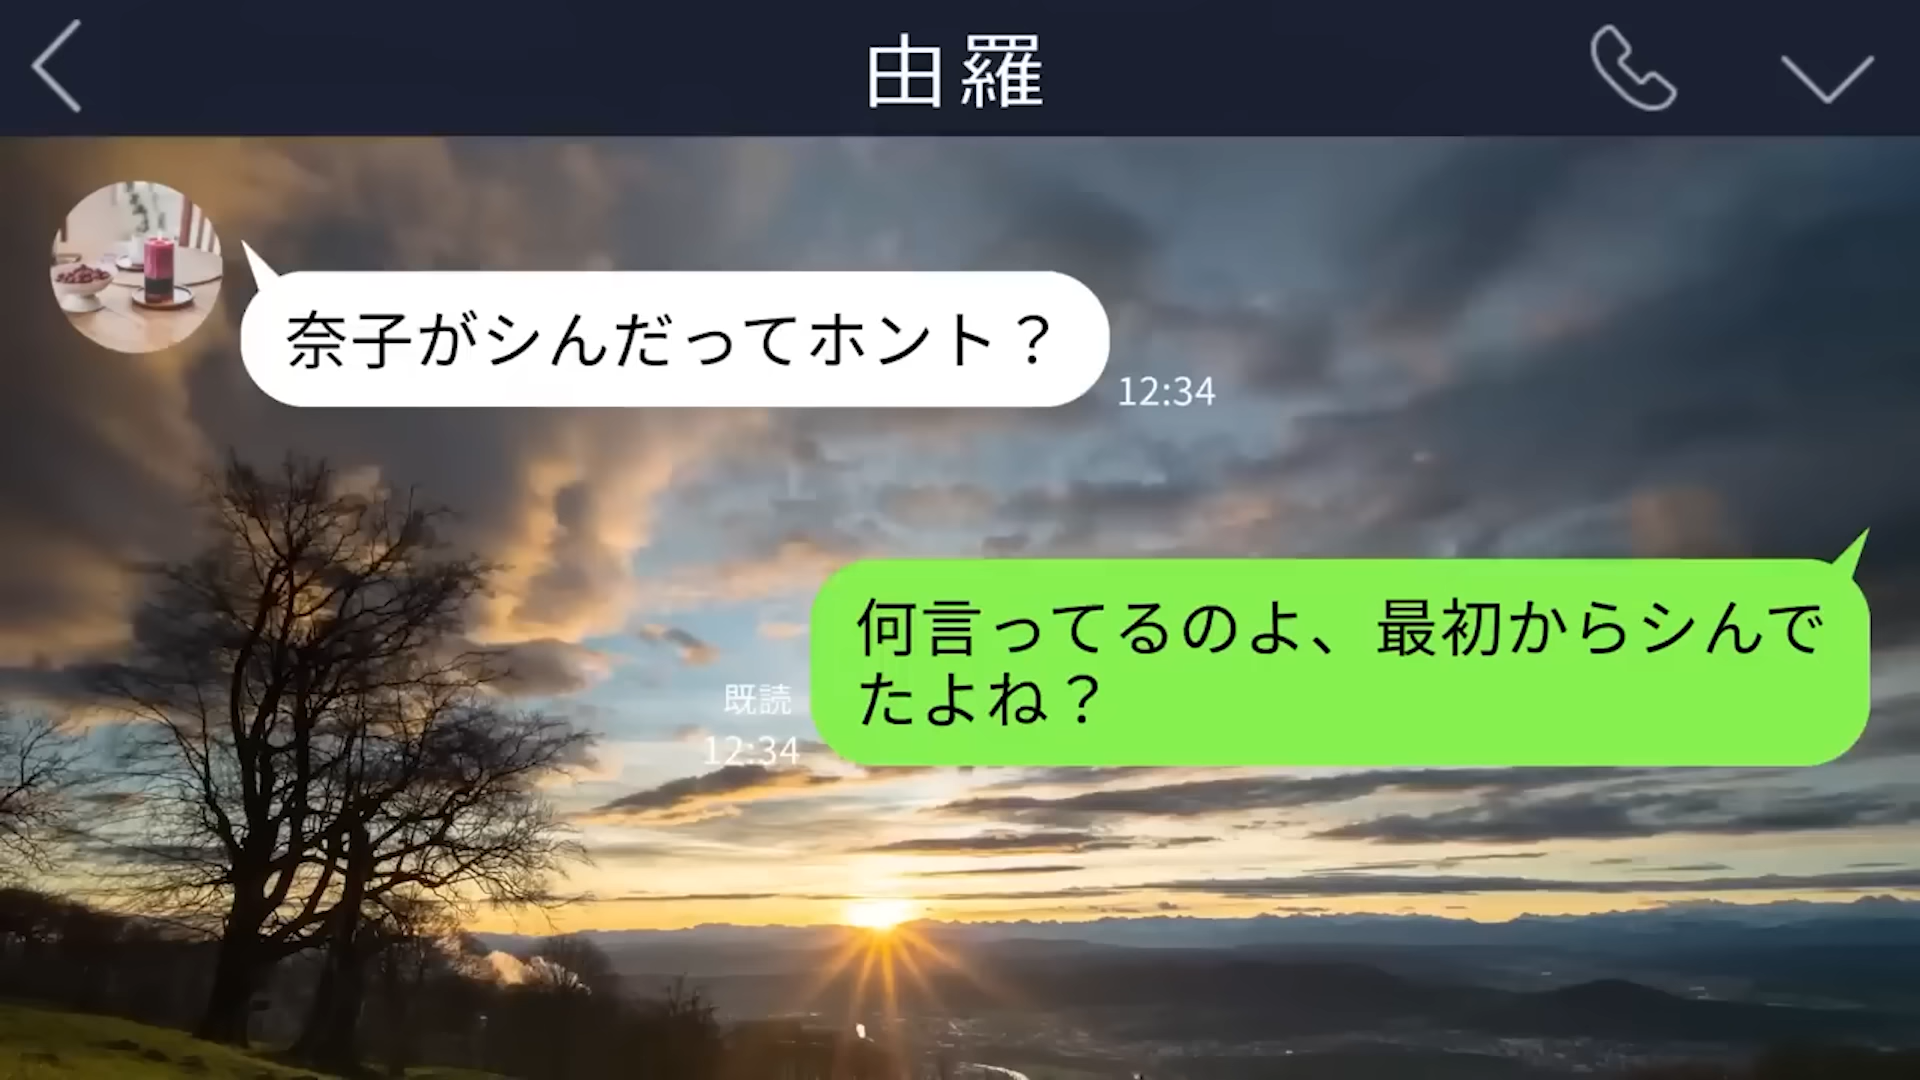 由羅
奈子がシんだってホント？
12:34
何言ってるのよ、最初からシんで
たよね？
既読
12:34